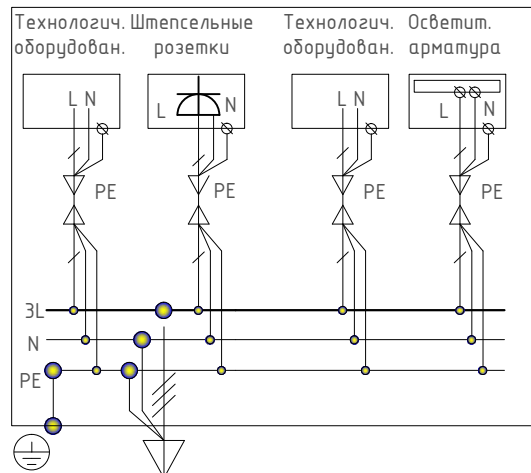 Технологич. Штепсельные Технологич. Осветит.
оборудован. розетки оборудован. арматура
L N L N L N L N
PE PE PE PE
3L
N
PE